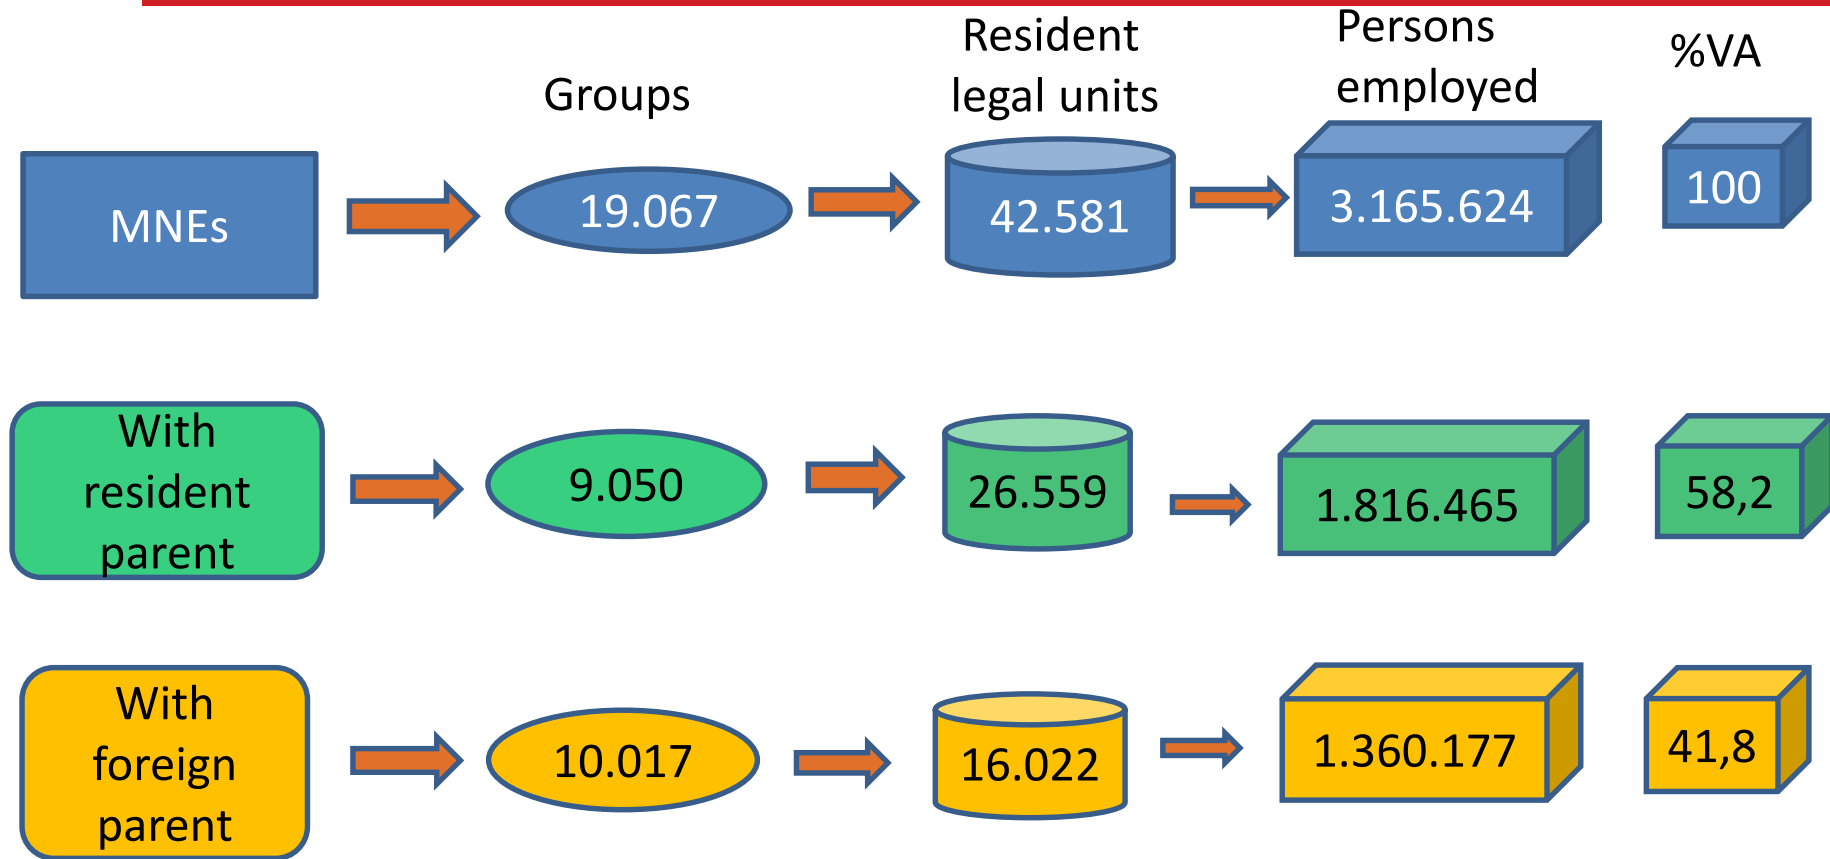 Groups
Resident
legal units
Persons
employed
%VA
MNEs
19.067
42.581
3.165.624
100
With
resident
parent
9.050
26.559
1.816.465
58,2
With
foreign
parent
10.017
16.022
1.360.177
41,8